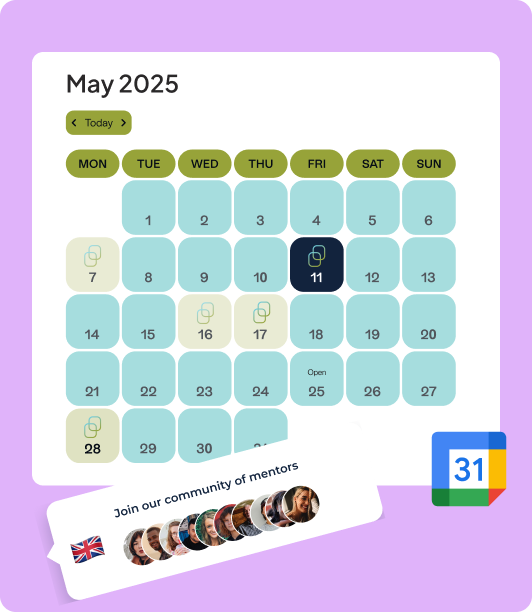 May 2025
< Today >
MON TUE WED THU FRI SAT SUN
1 2 3 4 5 6
7 8 9 10 11 12 13
14 15 16 17 18 19 20
Open
21 22 23 24 25 26 27
28 29 30
31
Join our community of mentors